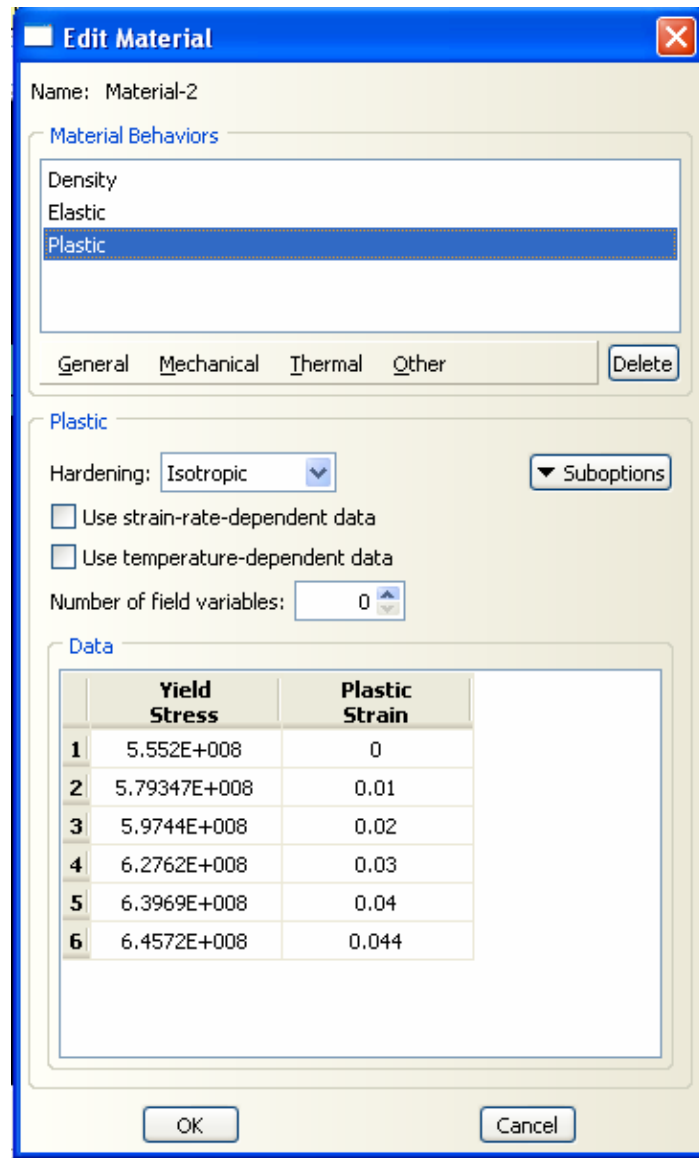 Edit Material
Name: Material-2
Material Behaviors
Density
Elastic
Plastic
General Mechanical Thermal Other Delete
Plastic
Hardening: Isotropic Suboptions
Use strain-rate-dependent data
Use temperature-dependent data
Number of field variables: 0
Data
Yield Stress Plastic Strain
1 5.552E+008 0
2 5.79347E+008 0.01
3 5.9744E+008 0.02
4 6.2762E+008 0.03
5 6.3969E+008 0.04
6 6.4572E+008 0.044
OK Cancel